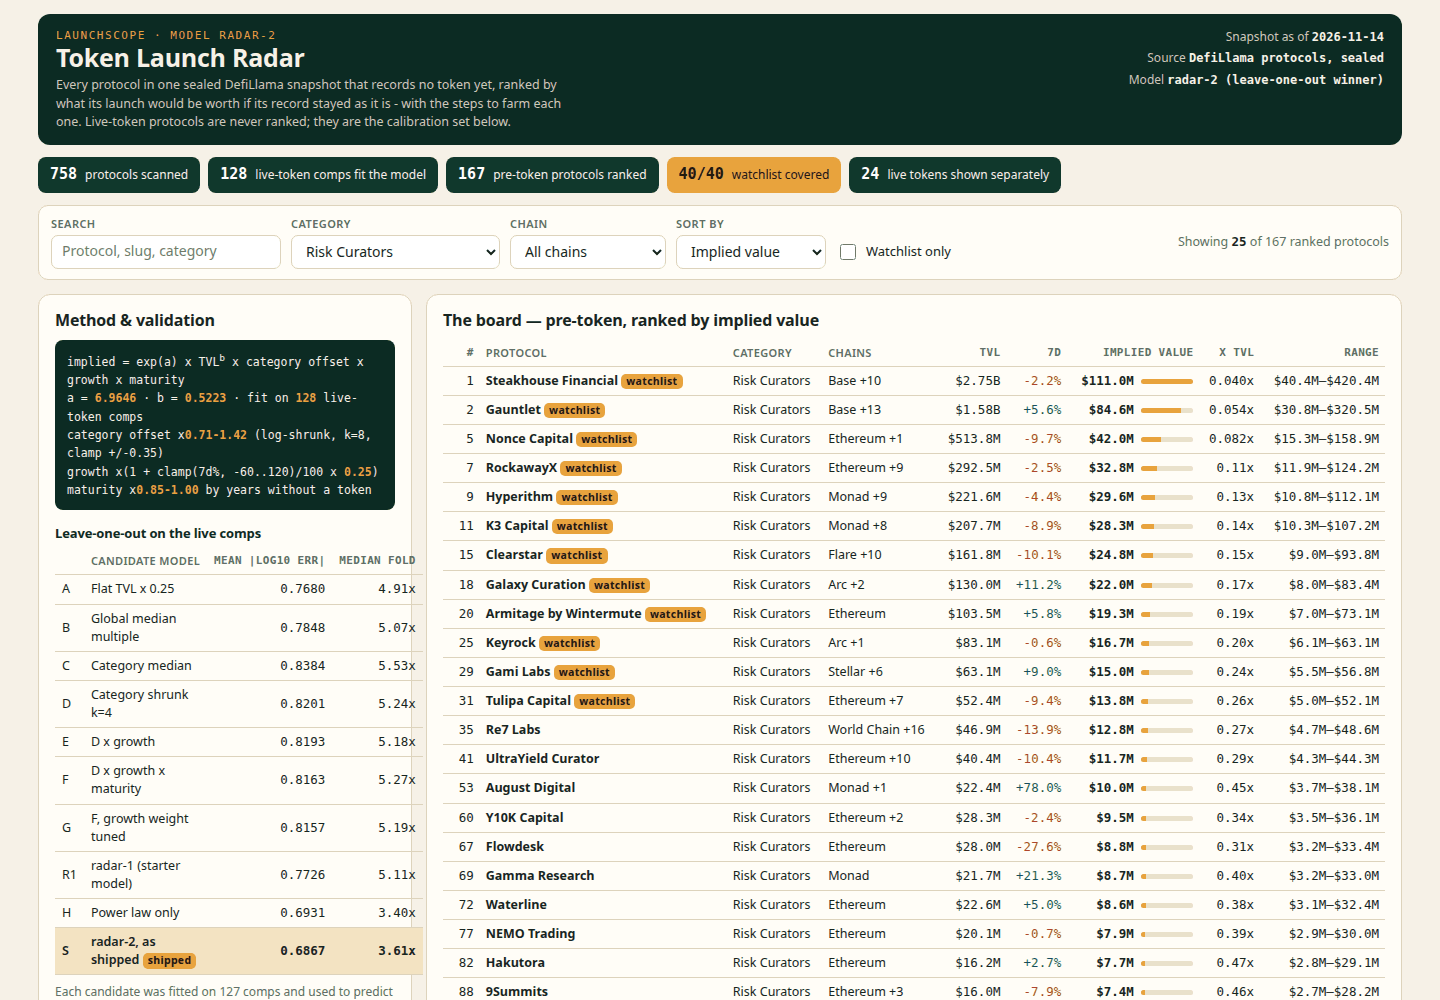 LAUNCHSCOPE · MODEL RADAR-2
Token Launch Radar
Every protocol in one sealed DefiLlama snapshot that records no token yet, ranked by
what its launch would be worth if its record stayed as it is - with the steps to farm each
one. Live-token protocols are never ranked; they are the calibration set below.
Snapshot as of 2026-11-14
Source DefiLlama protocols, sealed
Model radar-2 (leave-one-out winner)
758 protocols scanned
128 live-token comps fit the model
167 pre-token protocols ranked
40/40 watchlist covered
24 live tokens shown separately
SEARCH CATEGORY CHAIN SORT BY
Protocol, slug, category Risk Curators All chains Implied value Watchlist only
Showing 25 of 167 ranked protocols
Method & validation
implied = exp(a) x TVL^b x category offset x
growth x maturity
a = 6.9646 · b = 0.5223 · fit on 128 live-
token comps
category offset x0.71-1.42 (log-shrunk, k=8,
clamp +/-0.35)
growth x(1 + clamp(7d%, -60..120)/100 x 0.25)
maturity x0.85-1.00 by years without a token
Leave-one-out on the live comps
CANDIDATE MODEL MEAN |LOG10 ERR| MEDIAN FOLD
A Flat TVL x 0.25 0.7680 4.91x
B Global median
multiple 0.7848 5.07x
C Category median 0.8384 5.53x
D Category shrunk
k=4 0.8201 5.24x
E D x growth 0.8193 5.18x
F D x growth x
maturity 0.8163 5.27x
G F, growth weight
tuned 0.8157 5.19x
R1 radar-1 (starter
model) 0.7726 5.11x
H Power law only 0.6931 3.40x
S radar-2, as
shipped shipped 0.6867 3.61x
Each candidate was fitted on 127 comps and used to predict
The board — pre-token, ranked by implied value
# PROTOCOL CATEGORY CHAINS TVL 7D IMPLIED VALUE X TVL RANGE
1 Steakhouse Financial watchlist Risk Curators Base +10 $2.75B -2.2% $111.0M 0.040x $40.4M–$420.4M
2 Gauntlet watchlist Risk Curators Base +13 $1.58B +5.6% $84.6M 0.054x $30.8M–$320.5M
5 Nonce Capital watchlist Risk Curators Ethereum +1 $513.8M -9.7% $42.0M 0.082x $15.3M–$158.9M
7 RockawayX watchlist Risk Curators Ethereum +9 $292.5M -2.5% $32.8M 0.11x $11.9M–$124.2M
9 Hyperithm watchlist Risk Curators Monad +9 $221.6M -4.4% $29.6M 0.13x $10.8M–$112.1M
11 K3 Capital watchlist Risk Curators Monad +8 $207.7M -8.9% $28.3M 0.14x $10.3M–$107.2M
15 Clearstar watchlist Risk Curators Flare +10 $161.8M -10.1% $24.8M 0.15x $9.0M–$93.8M
18 Galaxy Curation watchlist Risk Curators Arc +2 $130.0M +11.2% $22.0M 0.17x $8.0M–$83.4M
20 Armitage by Wintermute watchlist Risk Curators Ethereum $103.5M +5.8% $19.3M 0.19x $7.0M–$73.1M
25 Keyrock watchlist Risk Curators Arc +1 $83.1M -0.6% $16.7M 0.20x $6.1M–$63.1M
29 Gami Labs watchlist Risk Curators Stellar +6 $63.1M +9.0% $15.0M 0.24x $5.5M–$56.8M
31 Tulipa Capital watchlist Risk Curators Ethereum +7 $52.4M -9.4% $13.8M 0.26x $5.0M–$52.1M
35 Re7 Labs Risk Curators World Chain +16 $46.9M -13.9% $12.8M 0.27x $4.7M–$48.6M
41 UltraYield Curator Risk Curators Ethereum +10 $40.4M -10.4% $11.7M 0.29x $4.3M–$44.3M
53 August Digital Risk Curators Monad +1 $22.4M +78.0% $10.0M 0.45x $3.7M–$38.1M
60 Y10K Capital Risk Curators Ethereum +2 $28.3M -2.4% $9.5M 0.34x $3.5M–$36.1M
67 Flowdesk Risk Curators Ethereum $28.0M -27.6% $8.8M 0.31x $3.2M–$33.4M
69 Gamma Research Risk Curators Monad $21.7M +21.3% $8.7M 0.40x $3.2M–$33.0M
72 Waterline Risk Curators Ethereum $22.6M +5.0% $8.6M 0.38x $3.1M–$32.4M
77 NEMO Trading Risk Curators Ethereum $20.1M -0.7% $7.9M 0.39x $2.9M–$30.0M
82 Hakutora Risk Curators Ethereum $16.2M +2.7% $7.7M 0.47x $2.8M–$29.1M
88 9Summits Risk Curators Ethereum +3 $16.0M -7.9% $7.4M 0.46x $2.7M–$28.2M